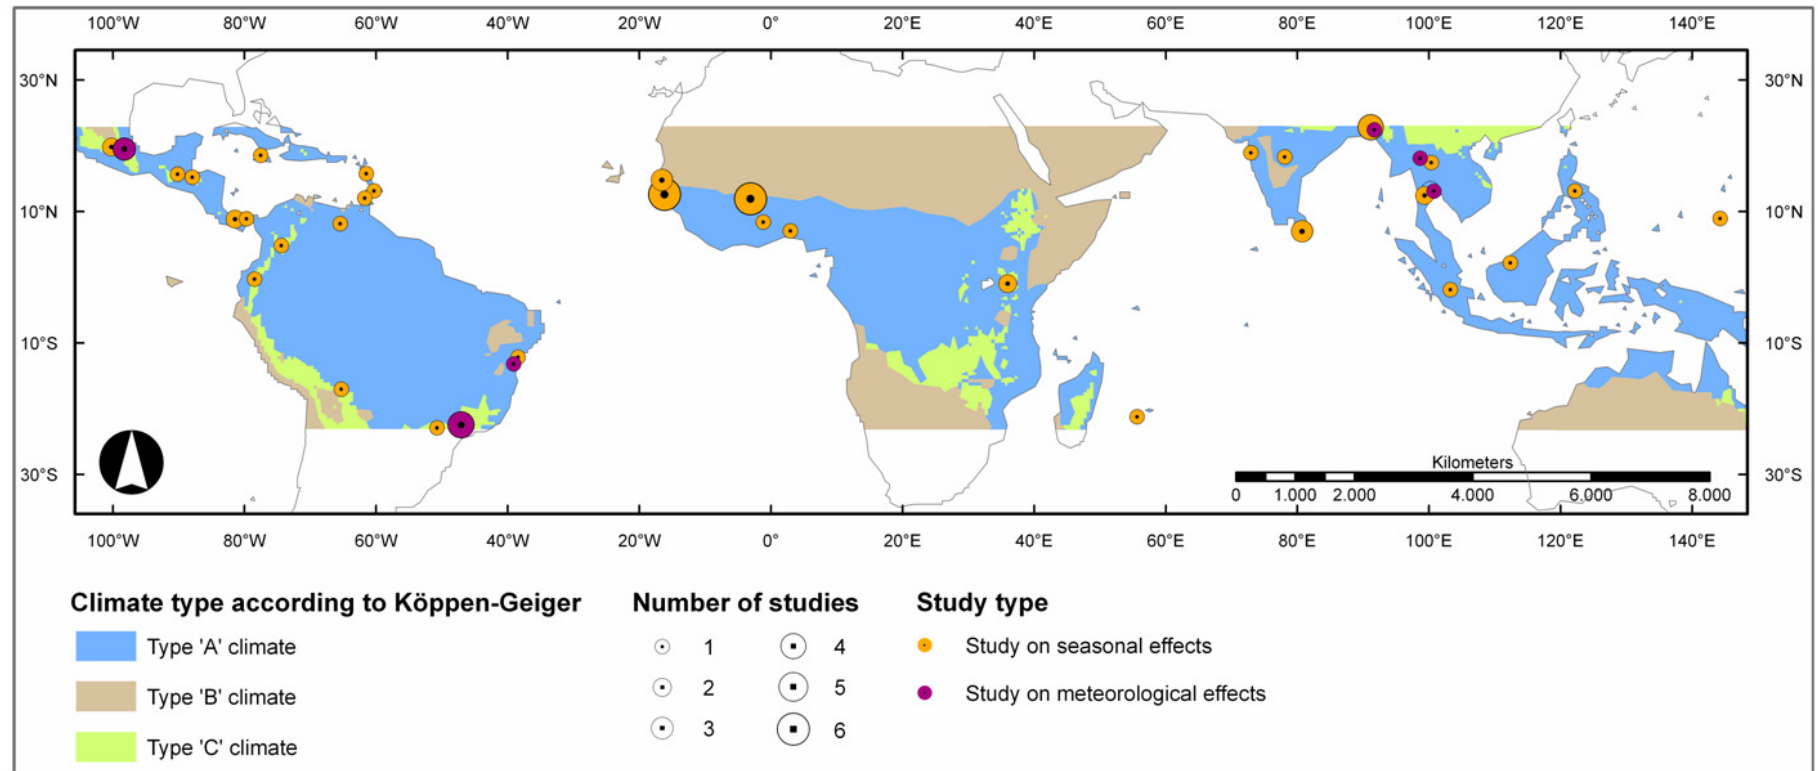 100°W 80°W 60°W 40°W 20°W 0° 20°E 40°E 60°E 80°E 100°E 120°E 140°E
30°N 30°N
10°N 10°N
10°S 10°S
30°S 30°S
Kilometers
0 1.000 2.000 4.000 6.000 8.000
100°W 80°W 60°W 40°W 20°W 0° 20°E 40°E 60°E 80°E 100°E 120°E 140°E
Climate type according to Köppen-Geiger
Type 'A' climate
Type 'B' climate
Type 'C' climate
Number of studies
1 4
2 5
3 6
Study type
Study on seasonal effects
Study on meteorological effects